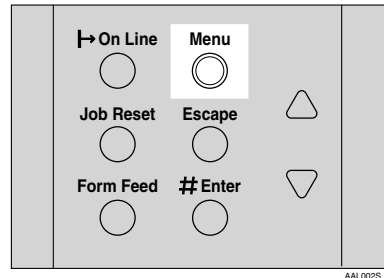 On Line Menu
Job Reset Escape
Form Feed # Enter
AAL002S